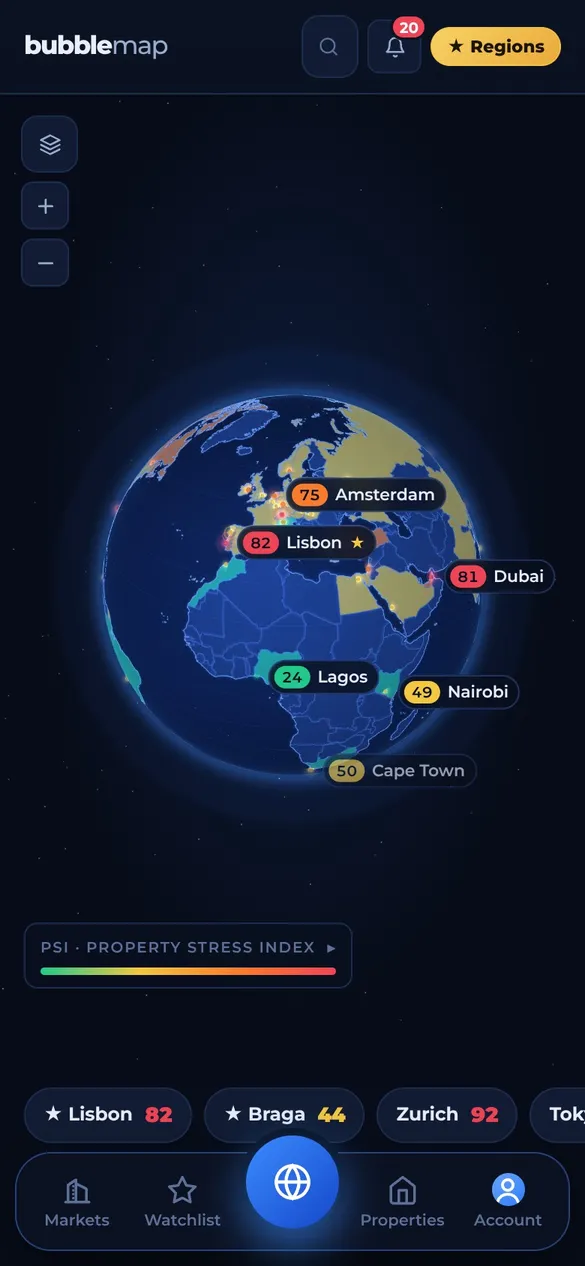 bubblemap
20
★ Regions
75 Amsterdam
82 Lisbon ★
81 Dubai
24 Lagos
49 Nairobi
50 Cape Town
PSI · PROPERTY STRESS INDEX ▸
★ Lisbon 82
★ Braga 44
Zurich 92
Markets
Watchlist
Properties
Account